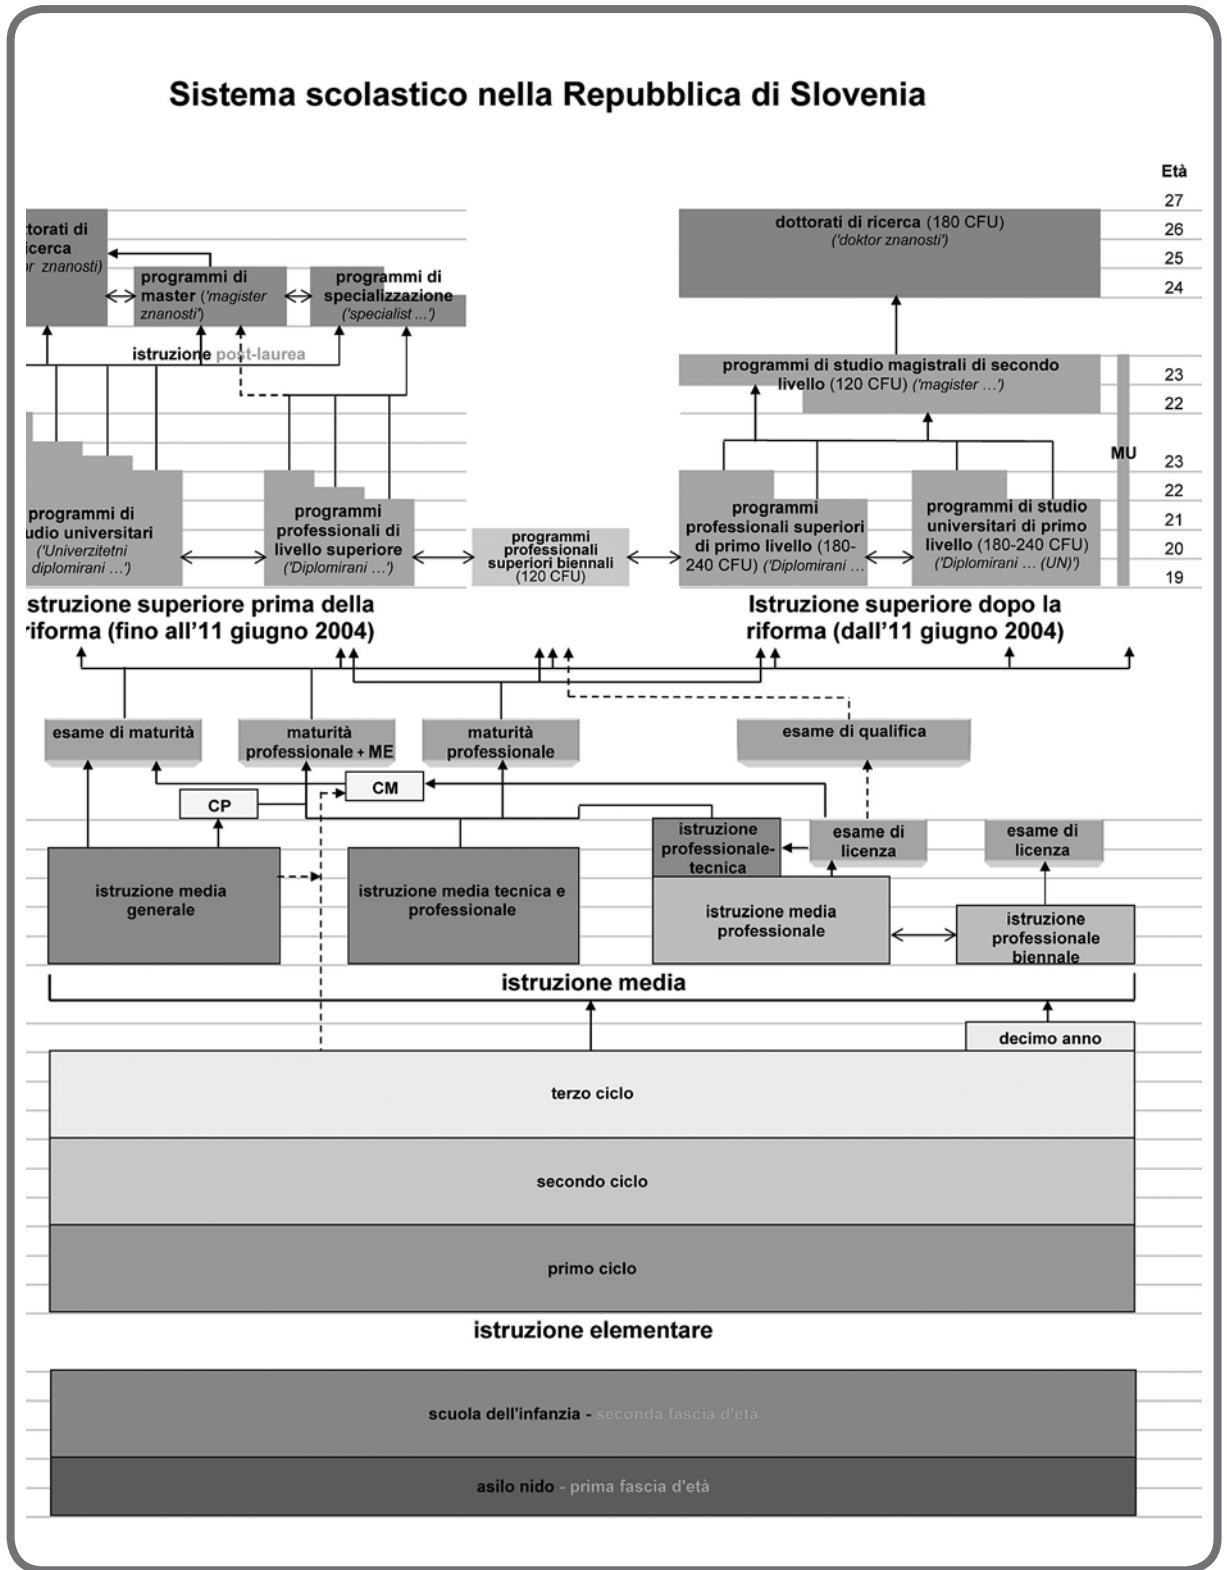 Sistema scolastico nella Repubblica di Slovenia
Età
27
26
25
24
23
22
23
22
21
20
19
ttorati di
icerca
or znanosti)
programmi di
master ('magister
znanosti')
programmi di
specializzazione
('specialist ...')
istruzione post-laurea
dottorati di ricerca (180 CFU)
('doktor znanosti')
programmi di studio magistrali di secondo
livello (120 CFU) ('magister …')
MU
programmi di
udio universitari
('Univerzitetni
diplomirani …')
programmi
professionali di
livello superiore
('Diplomirani …')
programmi
professionali
superiori biennali
(120 CFU)
programmi
professionali superiori
di primo livello (180-
240 CFU) ('Diplomirani …
programmi di studio
universitari di primo
livello (180-240 CFU)
('Diplomirani … (UN)')
struzione superiore prima della
riforma (fino all'11 giugno 2004)
Istruzione superiore dopo la
riforma (dall'11 giugno 2004)
esame di maturità
maturità
professionale + ME
maturità
professionale
esame di qualifica
CP
CM
istruzione
professionale-
tecnica
esame di
licenza
esame di
licenza
istruzione media
generale
istruzione media tecnica e
professionale
istruzione media
professionale
istruzione
professionale
biennale
istruzione media
decimo anno
terzo ciclo
secondo ciclo
primo ciclo
istruzione elementare
scuola dell'infanzia - seconda fascia d'età
asilo nido - prima fascia d'età